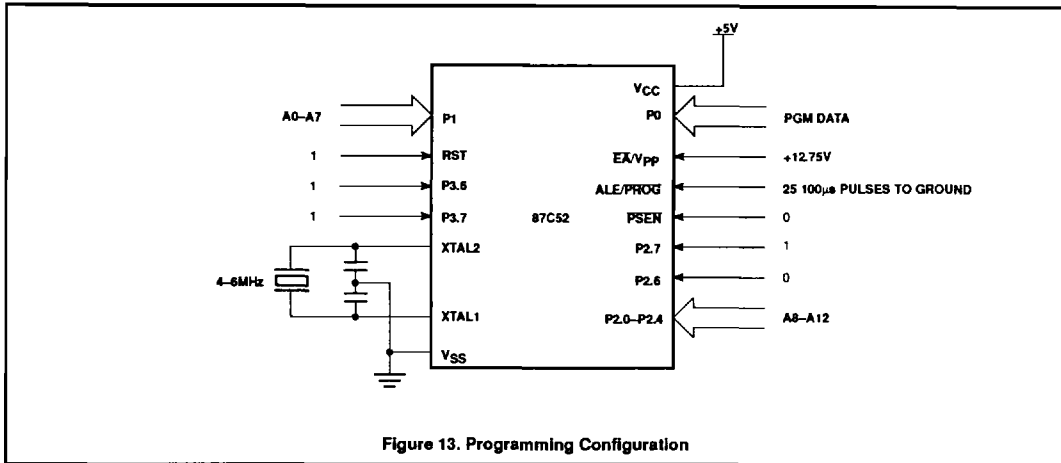 +5V
VCC
A0–A7
P1
P0
PGM DATA
1
RST
EA/VPP
+12.75V
1
P3.6
ALE/PROG
25 100µs PULSES TO GROUND
1
P3.7
87C52
PSEN
0
XTAL2
P2.7
1
4–6MHz
P2.6
0
XTAL1
P2.0–P2.4
A8–A12
VSS
Figure 13. Programming Configuration